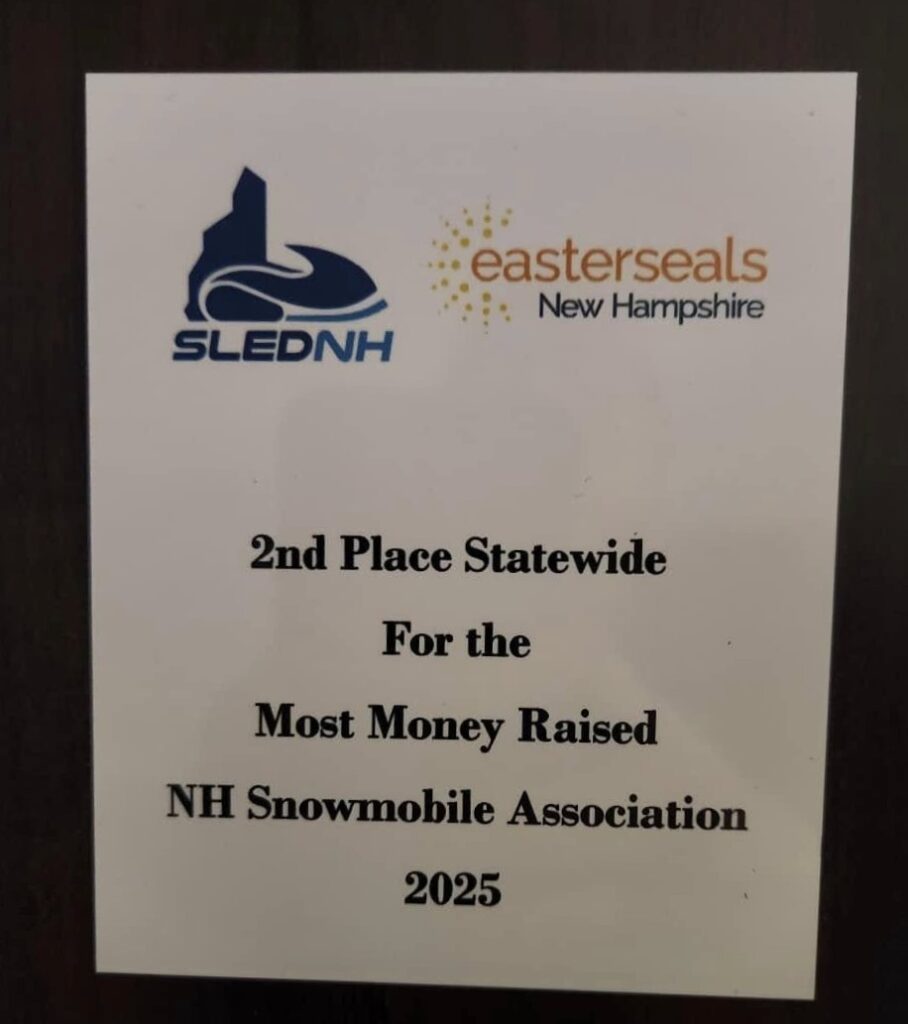 SLEDNH
easterseals
New Hampshire
2nd Place Statewide
For the
Most Money Raised
NH Snowmobile Association
2025